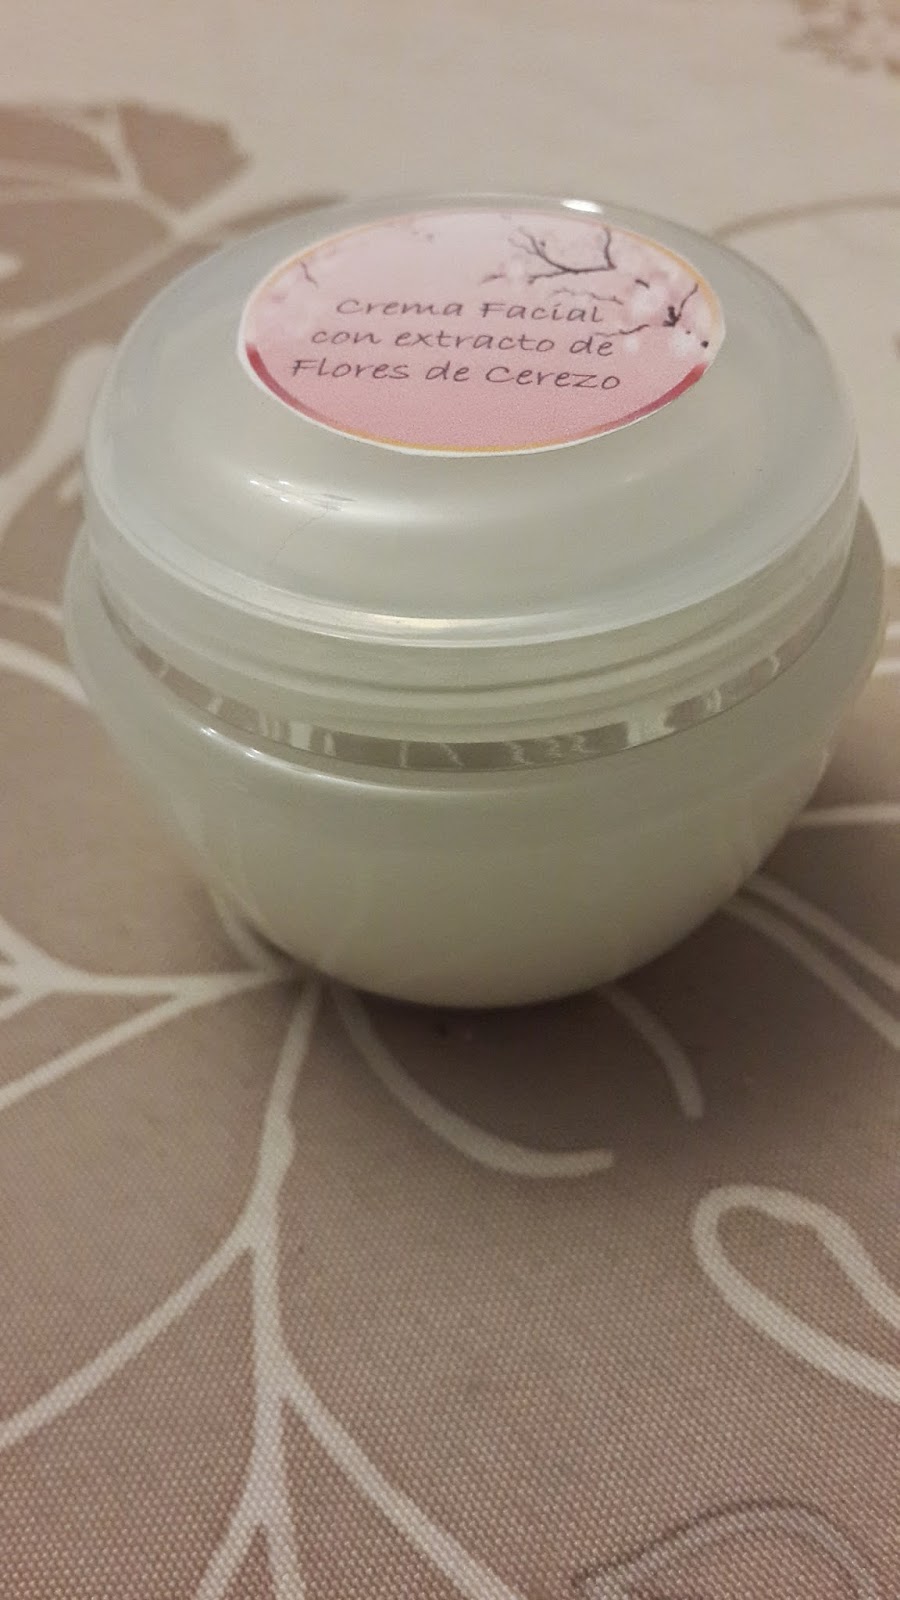 Crema Facial
con extracto de
Flores de Cerezo